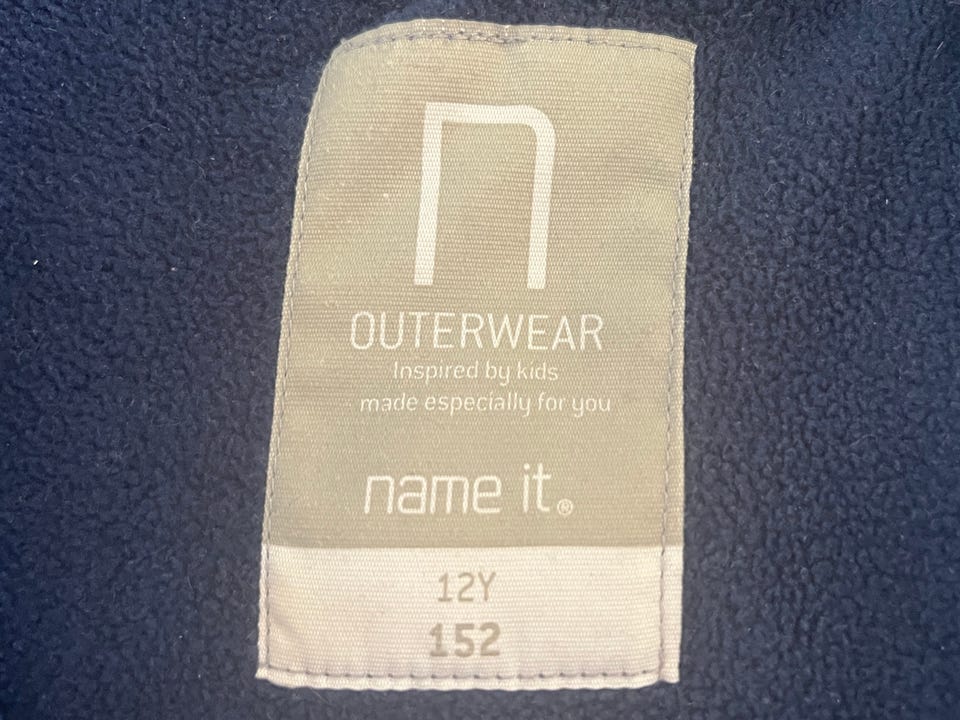 n
OUTERWEAR
Inspired by kids
made especially for you
name it®
12Y
152